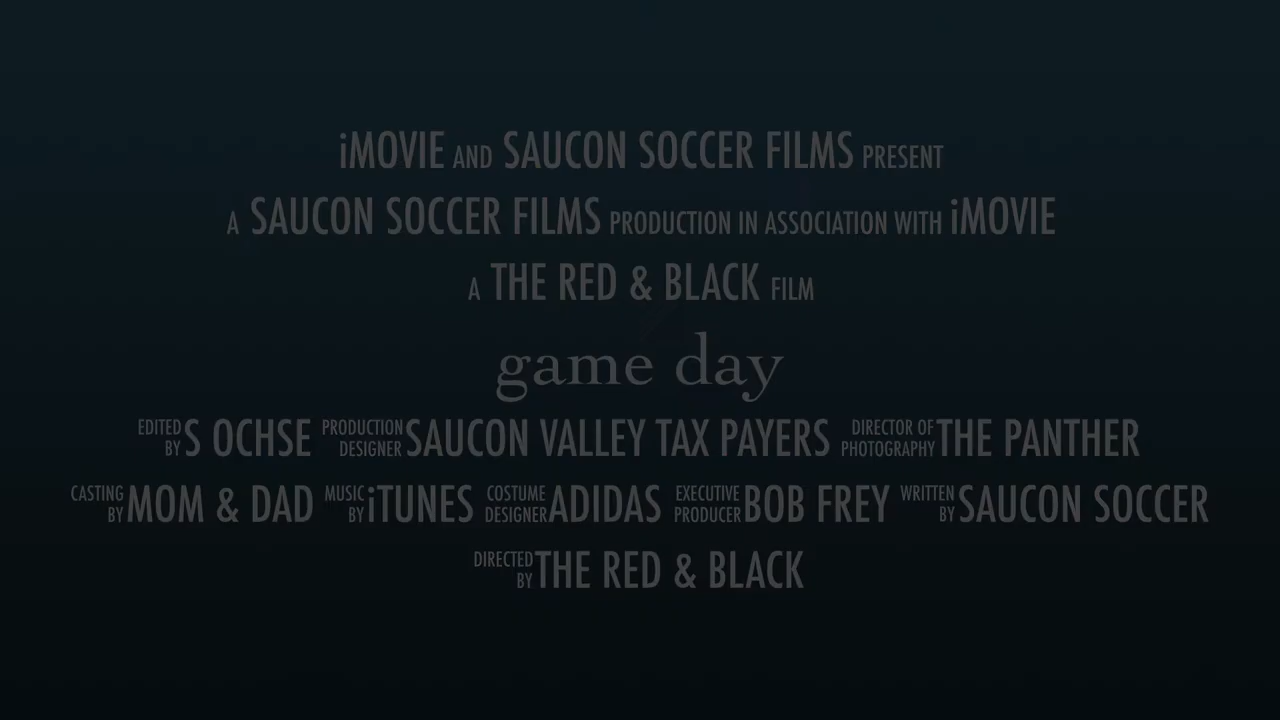 iMOVIE AND SAUCON SOCCER FILMS PRESENT
A SAUCON SOCCER FILMS PRODUCTION IN ASSOCIATION WITH iMOVIE
A THE RED & BLACK FILM
game day
EDITED BY S OCHSE PRODUCTION DESIGNER SAUCON VALLEY TAX PAYERS DIRECTOR OF PHOTOGRAPHY THE PANTHER
CASTING BY MOM & DAD MUSIC BY iTUNES COSTUME DESIGNER ADIDAS EXECUTIVE PRODUCER BOB FREY WRITTEN BY SAUCON SOCCER
DIRECTED BY THE RED & BLACK